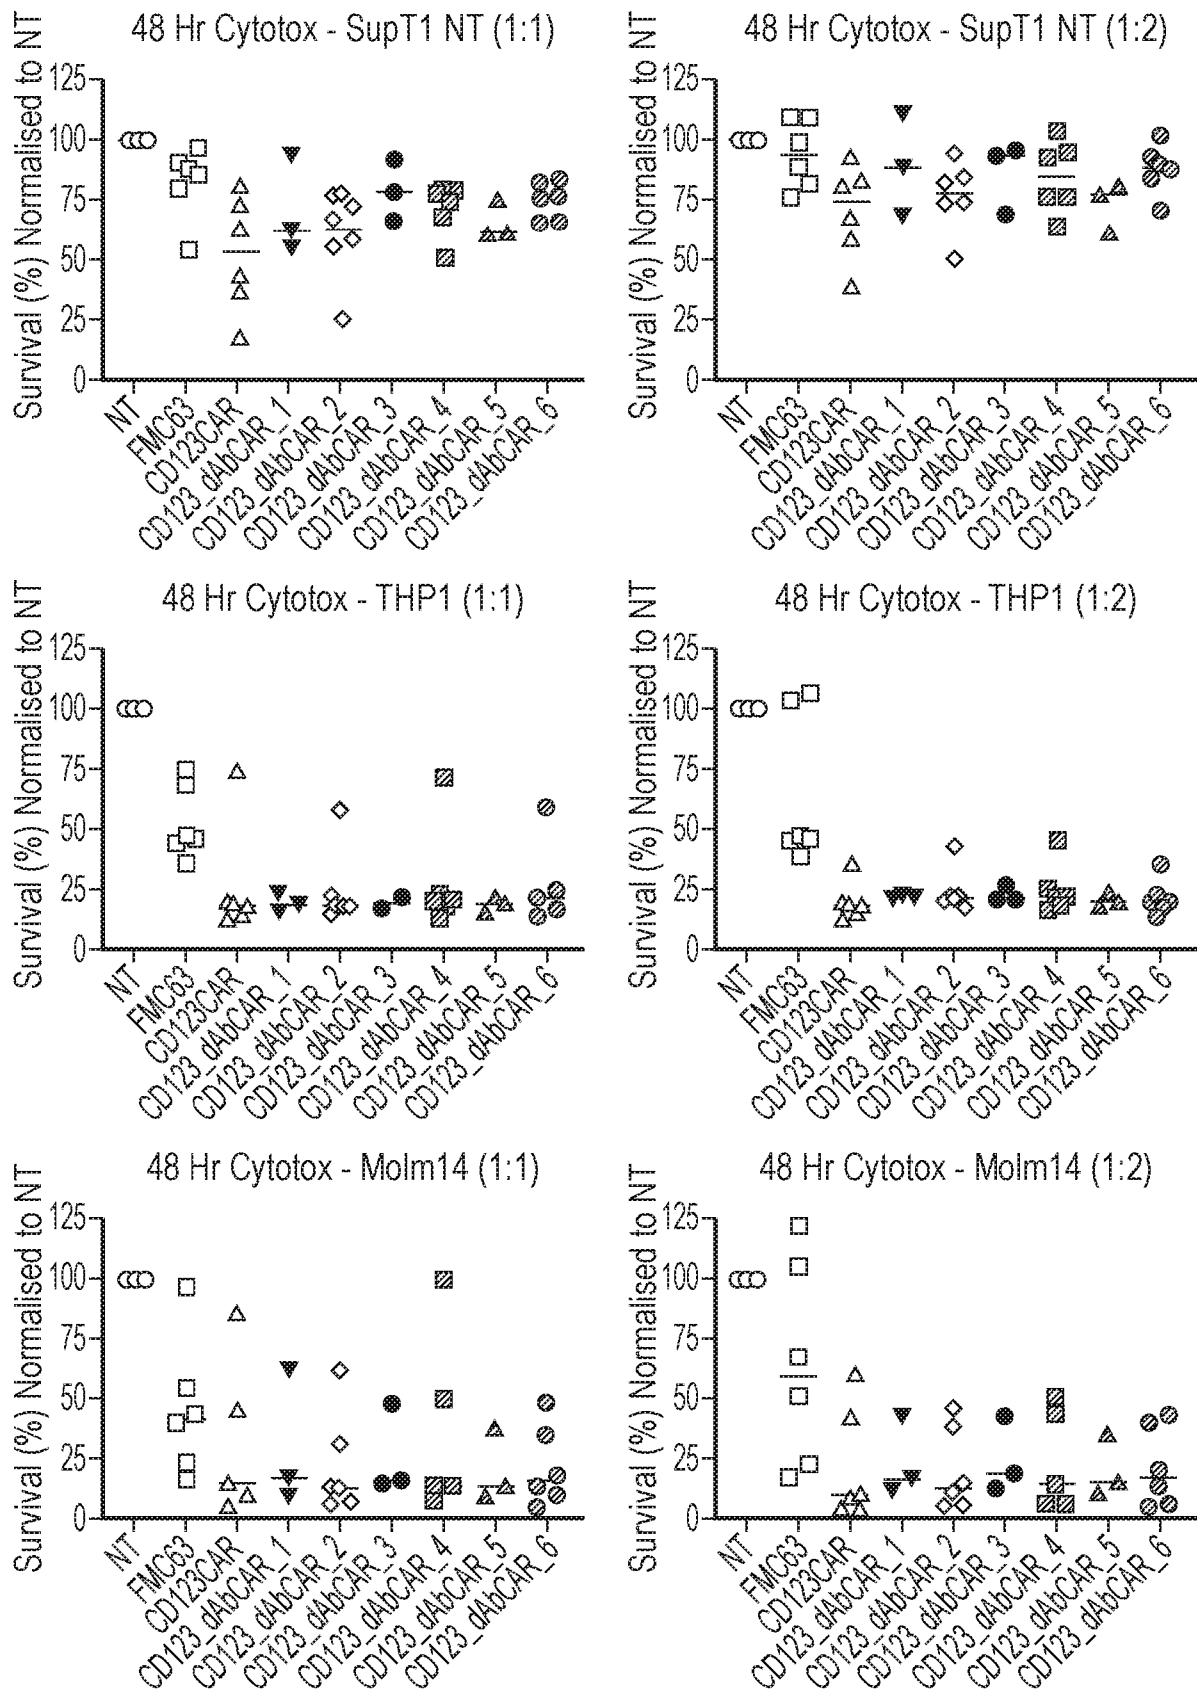 48 Hr Cytotox - SupT1 NT (1:1)
Survival (%) Normalised to NT
125
100
75
50
25
0
NT
FMC63
CD123CAR
CD123_dAbCAR_1
CD123_dAbCAR_2
CD123_dAbCAR_3
CD123_dAbCAR_4
CD123_dAbCAR_5
CD123_dAbCAR_6
48 Hr Cytotox - SupT1 NT (1:2)
Survival (%) Normalised to NT
125
100
75
50
25
0
NT
FMC63
CD123CAR
CD123_dAbCAR_1
CD123_dAbCAR_2
CD123_dAbCAR_3
CD123_dAbCAR_4
CD123_dAbCAR_5
CD123_dAbCAR_6
48 Hr Cytotox - THP1 (1:1)
Survival (%) Normalised to NT
125
100
75
50
25
0
NT
FMC63
CD123CAR
CD123_dAbCAR_1
CD123_dAbCAR_2
CD123_dAbCAR_3
CD123_dAbCAR_4
CD123_dAbCAR_5
CD123_dAbCAR_6
48 Hr Cytotox - THP1 (1:2)
Survival (%) Normalised to NT
125
100
75
50
25
0
NT
FMC63
CD123CAR
CD123_dAbCAR_1
CD123_dAbCAR_2
CD123_dAbCAR_3
CD123_dAbCAR_4
CD123_dAbCAR_5
CD123_dAbCAR_6
48 Hr Cytotox - Molm14 (1:1)
Survival (%) Normalised to NT
125
100
75
50
25
0
NT
FMC63
CD123CAR
CD123_dAbCAR_1
CD123_dAbCAR_2
CD123_dAbCAR_3
CD123_dAbCAR_4
CD123_dAbCAR_5
CD123_dAbCAR_6
48 Hr Cytotox - Molm14 (1:2)
Survival (%) Normalised to NT
125
100
75
50
25
0
NT
FMC63
CD123CAR
CD123_dAbCAR_1
CD123_dAbCAR_2
CD123_dAbCAR_3
CD123_dAbCAR_4
CD123_dAbCAR_5
CD123_dAbCAR_6